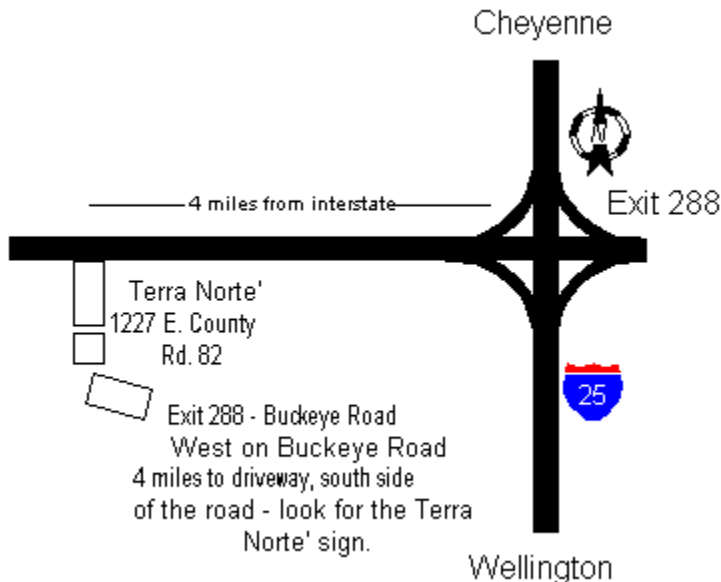 Cheyenne
N
Exit 288
4 miles from interstate
Terra Norte'
1227 E. County
Rd. 82
25
Exit 288 - Buckeye Road
West on Buckeye Road
4 miles to driveway, south side
of the road - look for the Terra
Norte' sign.
Wellington